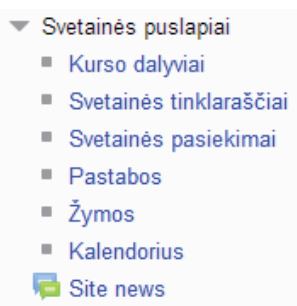 Svetainės puslapiai
Kurso dalyviai
Svetainės tinklaraščiai
Svetainės pasiekimai
Pastabos
Žymos
Kalendorius
Site news